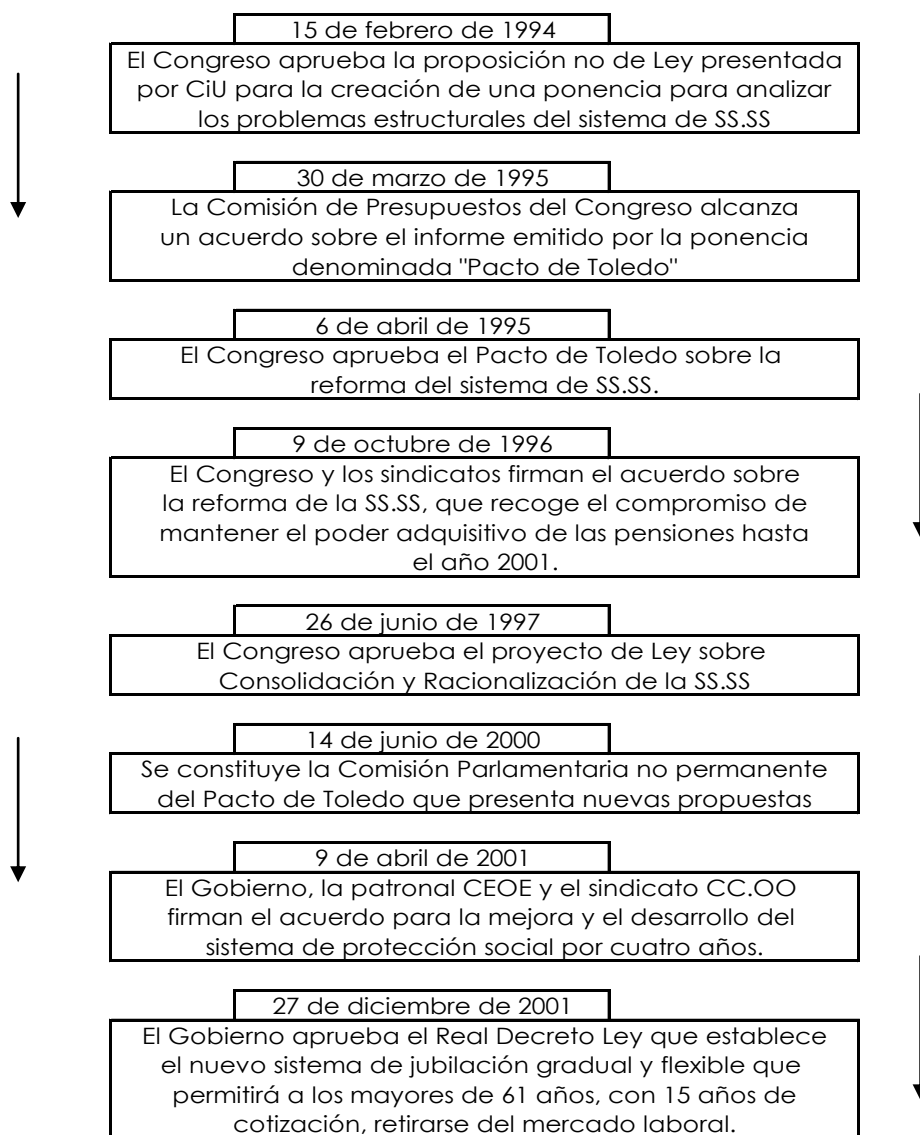 15 de febrero de 1994
El Congreso aprueba la proposición no de Ley presentada
por CiU para la creación de una ponencia para analizar
los problemas estructurales del sistema de SS.SS
30 de marzo de 1995
La Comisión de Presupuestos del Congreso alcanza
un acuerdo sobre el informe emitido por la ponencia
denominada "Pacto de Toledo"
6 de abril de 1995
El Congreso aprueba el Pacto de Toledo sobre la
reforma del sistema de SS.SS.
9 de octubre de 1996
El Congreso y los sindicatos firman el acuerdo sobre
la reforma de la SS.SS, que recoge el compromiso de
mantener el poder adquisitivo de las pensiones hasta
el año 2001.
26 de junio de 1997
El Congreso aprueba el proyecto de Ley sobre
Consolidación y Racionalización de la SS.SS
14 de junio de 2000
Se constituye la Comisión Parlamentaria no permanente
del Pacto de Toledo que presenta nuevas propuestas
9 de abril de 2001
El Gobierno, la patronal CEOE y el sindicato CC.OO
firman el acuerdo para la mejora y el desarrollo del
sistema de protección social por cuatro años.
27 de diciembre de 2001
El Gobierno aprueba el Real Decreto Ley que establece
el nuevo sistema de jubilación gradual y flexible que
permitirá a los mayores de 61 años, con 15 años de
cotización, retirarse del mercado laboral.